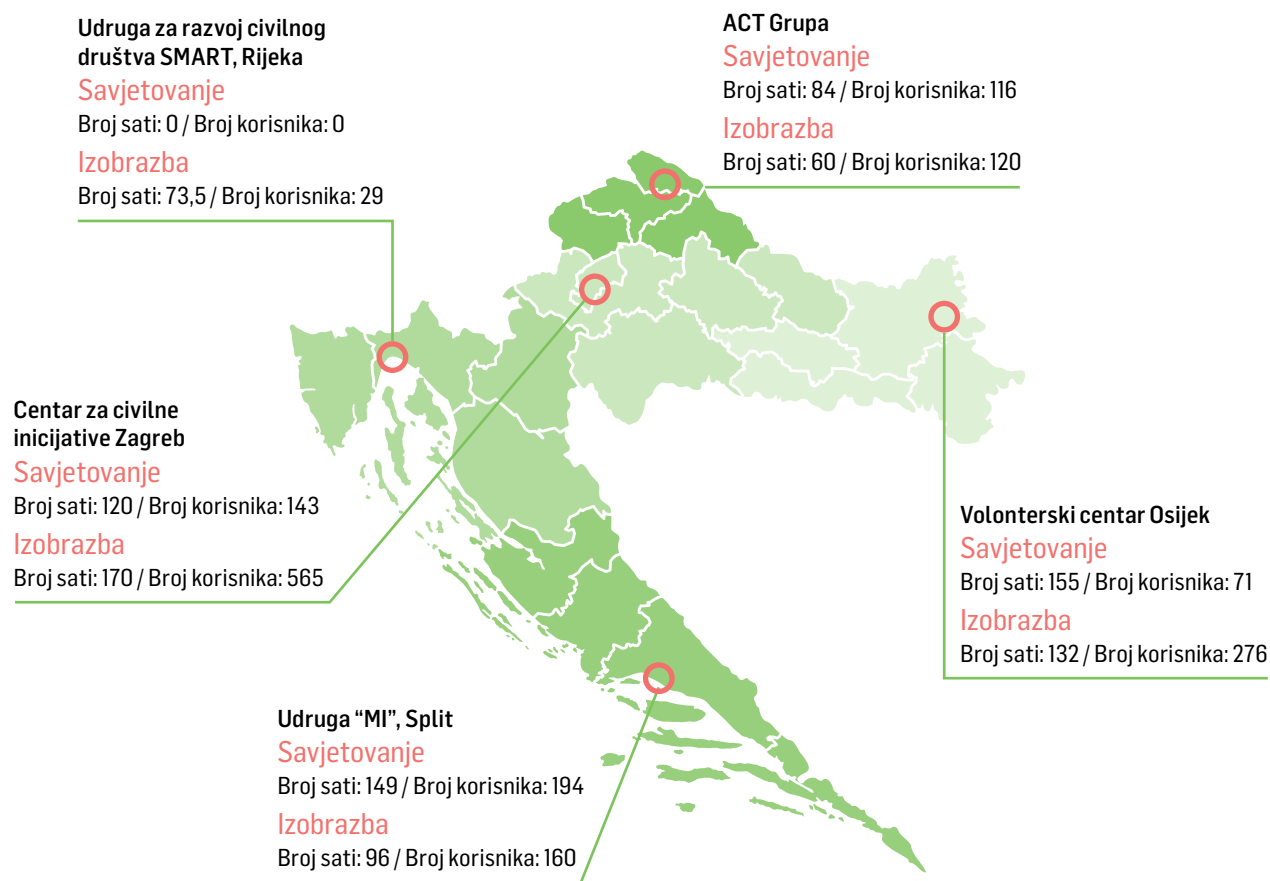 Udruga za razvoj civilnog
društva SMART, Rijeka
Savjetovanje
Broj sati: 0 / Broj korisnika: 0
Izobrazba
Broj sati: 73,5 / Broj korisnika: 29
ACT Grupa
Savjetovanje
Broj sati: 84 / Broj korisnika: 116
Izobrazba
Broj sati: 60 / Broj korisnika: 120
Centar za civilne
inicijative Zagreb
Savjetovanje
Broj sati: 120 / Broj korisnika: 143
Izobrazba
Broj sati: 170 / Broj korisnika: 565
Volonterski centar Osijek
Savjetovanje
Broj sati: 155 / Broj korisnika: 71
Izobrazba
Broj sati: 132 / Broj korisnika: 276
Udruga “MI”, Split
Savjetovanje
Broj sati: 149 / Broj korisnika: 194
Izobrazba
Broj sati: 96 / Broj korisnika: 160